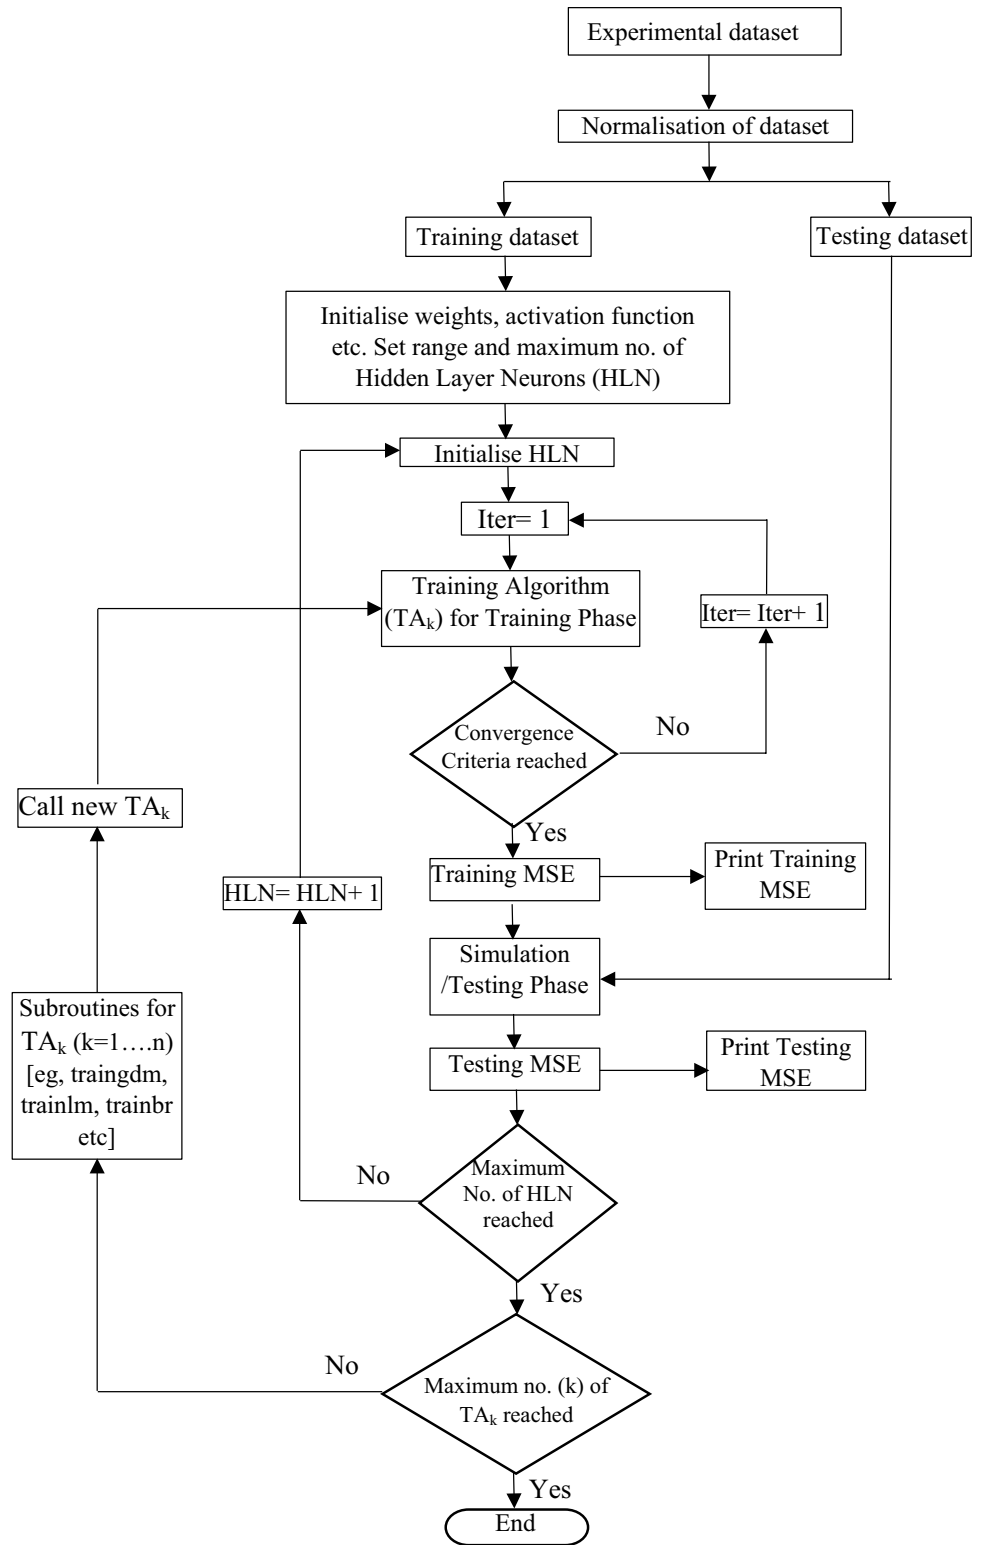 Experimental dataset
Normalisation of dataset
Training dataset
Testing dataset
Initialise weights, activation function
etc. Set range and maximum no. of
Hidden Layer Neurons (HLN)
Initialise HLN
Iter= 1
Training Algorithm
(TAk) for Training Phase
Iter= Iter+ 1
Convergence
Criteria reached
No
Yes
Call new TAk
Training MSE
Print Training
MSE
HLN= HLN+ 1
Simulation
/Testing Phase
Subroutines for
TAk (k=1….n)
[eg, traingdm,
trainlm, trainbr
etc]
Testing MSE
Print Testing
MSE
Maximum
No. of HLN
reached
No
Yes
Maximum no. (k) of
TAk reached
No
Yes
End